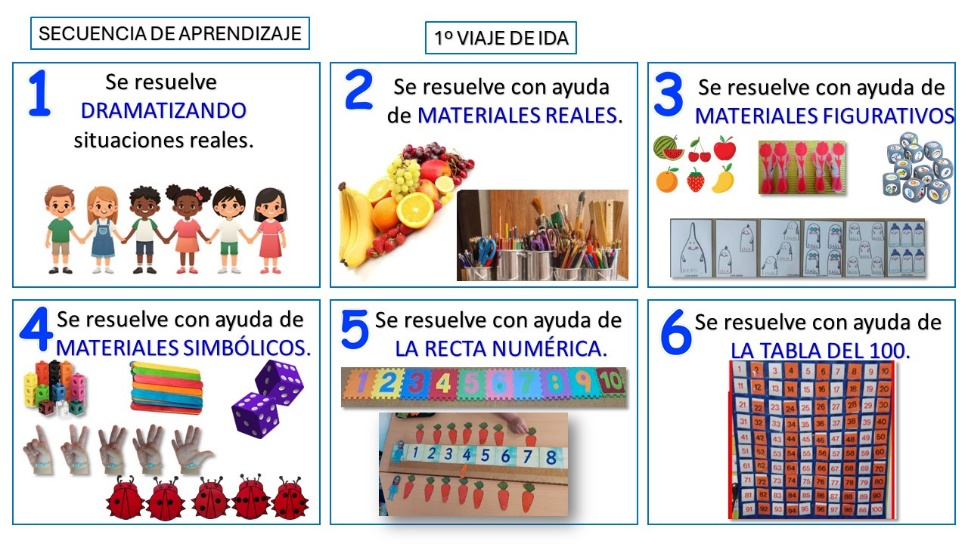 SECUENCIA DE APRENDIZAJE
1º VIAJE DE IDA
1
Se resuelve
DRAMATIZANDO
situaciones reales.
2
Se resuelve con ayuda
de MATERIALES REALES.
3
Se resuelve con ayuda de
MATERIALES FIGURATIVOS
4
Se resuelve con ayuda de
MATERIALES SIMBÓLICOS.
5
Se resuelve con ayuda de
LA RECTA NUMÉRICA.
1 2 3 4 5 6 7 8 9 10
1 2 3 4 5 6 7 8
6
Se resuelve con ayuda de
LA TABLA DEL 100.